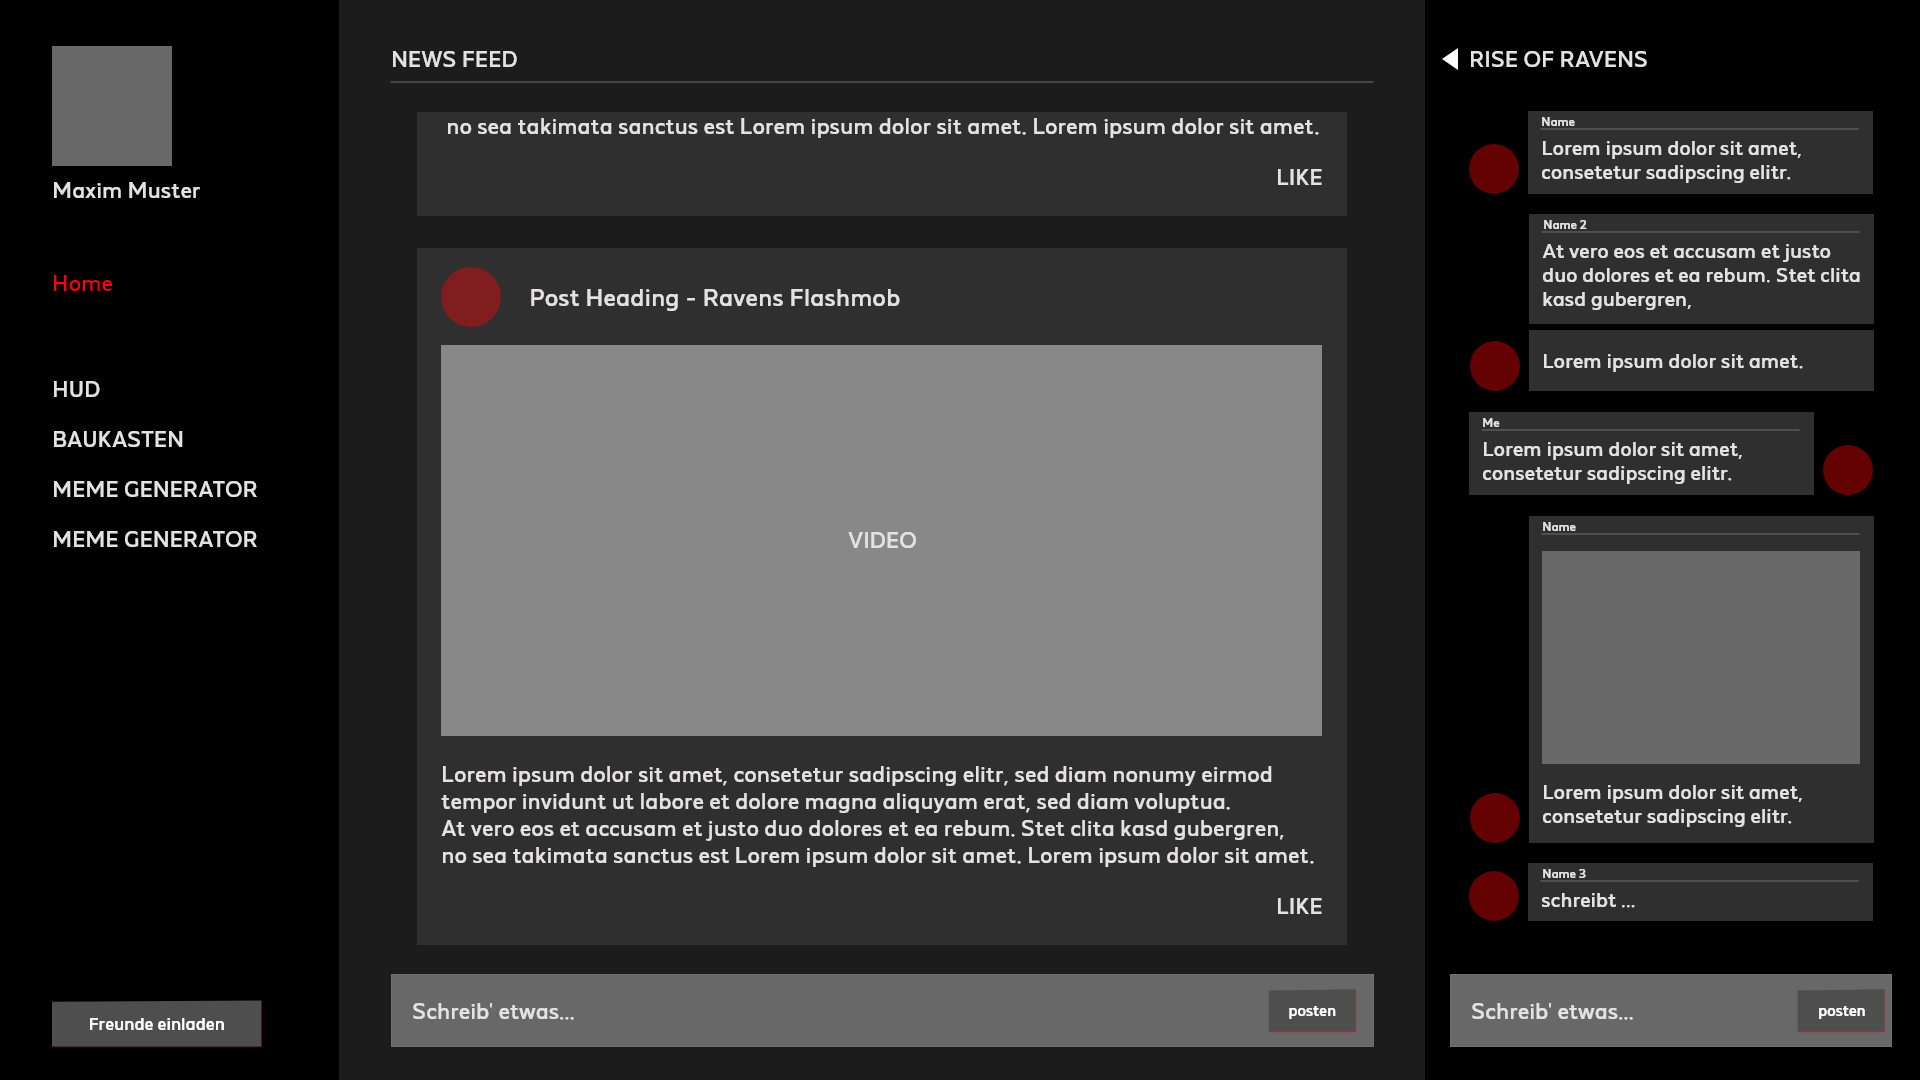 Maxim Muster
Home
HUD
BAUKASTEN
MEME GENERATOR
MEME GENERATOR
Freunde einladen
NEWS FEED
no sea takimata sanctus est Lorem ipsum dolor sit amet. Lorem ipsum dolor sit amet.
LIKE
Post Heading - Ravens Flashmob
VIDEO
Lorem ipsum dolor sit amet, consetetur sadipscing elitr, sed diam nonumy eirmod
tempor invidunt ut labore et dolore magna aliquyam erat, sed diam voluptua.
At vero eos et accusam et justo duo dolores et ea rebum. Stet clita kasd gubergren,
no sea takimata sanctus est Lorem ipsum dolor sit amet. Lorem ipsum dolor sit amet.
LIKE
Schreib' etwas...
posten
RISE OF RAVENS
Name
Lorem ipsum dolor sit amet,
consetetur sadipscing elitr.
Name 2
At vero eos et accusam et justo
duo dolores et ea rebum. Stet clita
kasd gubergren,
Lorem ipsum dolor sit amet.
Me
Lorem ipsum dolor sit amet,
consetetur sadipscing elitr.
Name
Lorem ipsum dolor sit amet,
consetetur sadipscing elitr.
Name 3
schreibt ...
Schreib' etwas...
posten